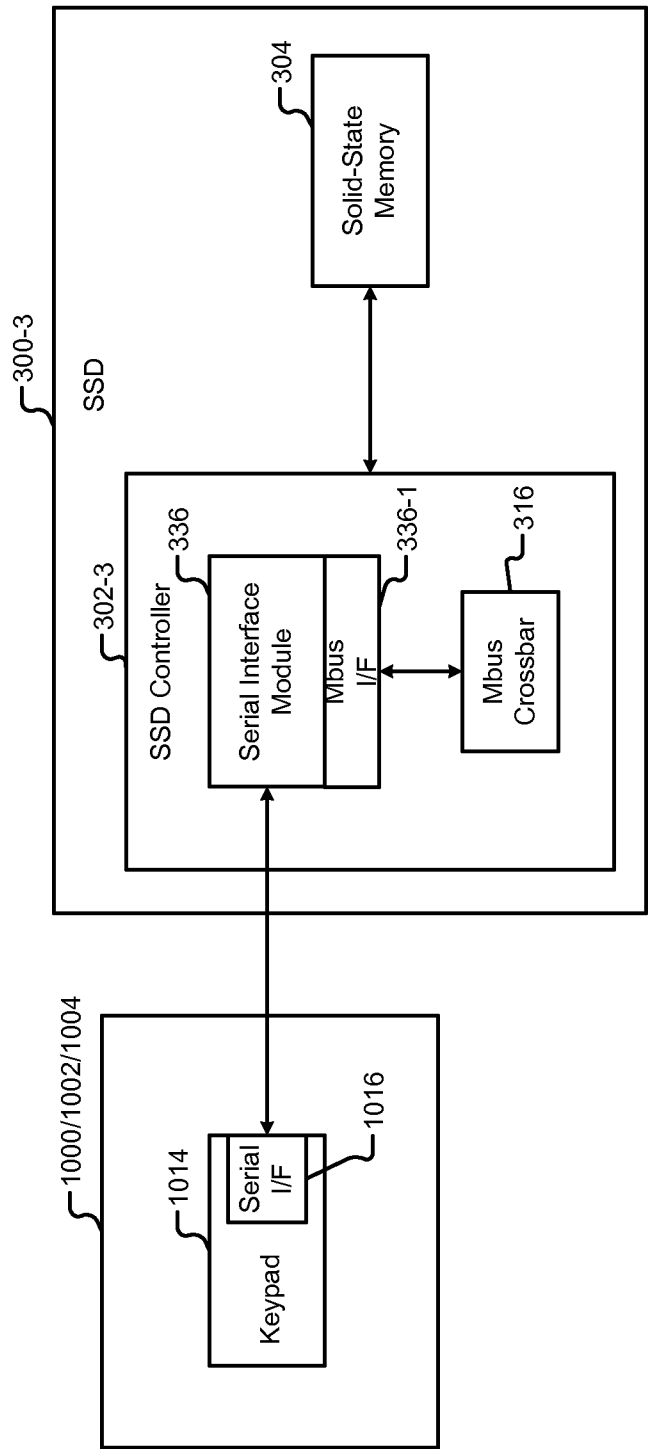 1000/1002/1004
1014
Keypad
Serial
I/F
1016
300-3
SSD
302-3
SSD Controller
336
Serial Interface
Module
Mbus
I/F
336-1
Mbus
Crossbar
316
304
Solid-State
Memory